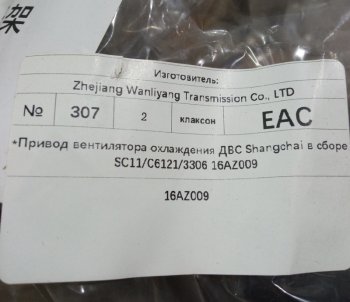 架
Изготовитель:
Zhejiang Wanliyang Transmission Co., LTD
№ 307 2 клаксон EAC
*Привод вентилятора охлаждения ДВС Shangchai в сборе
SC11/C6121/3306 16AZ009
16AZ009